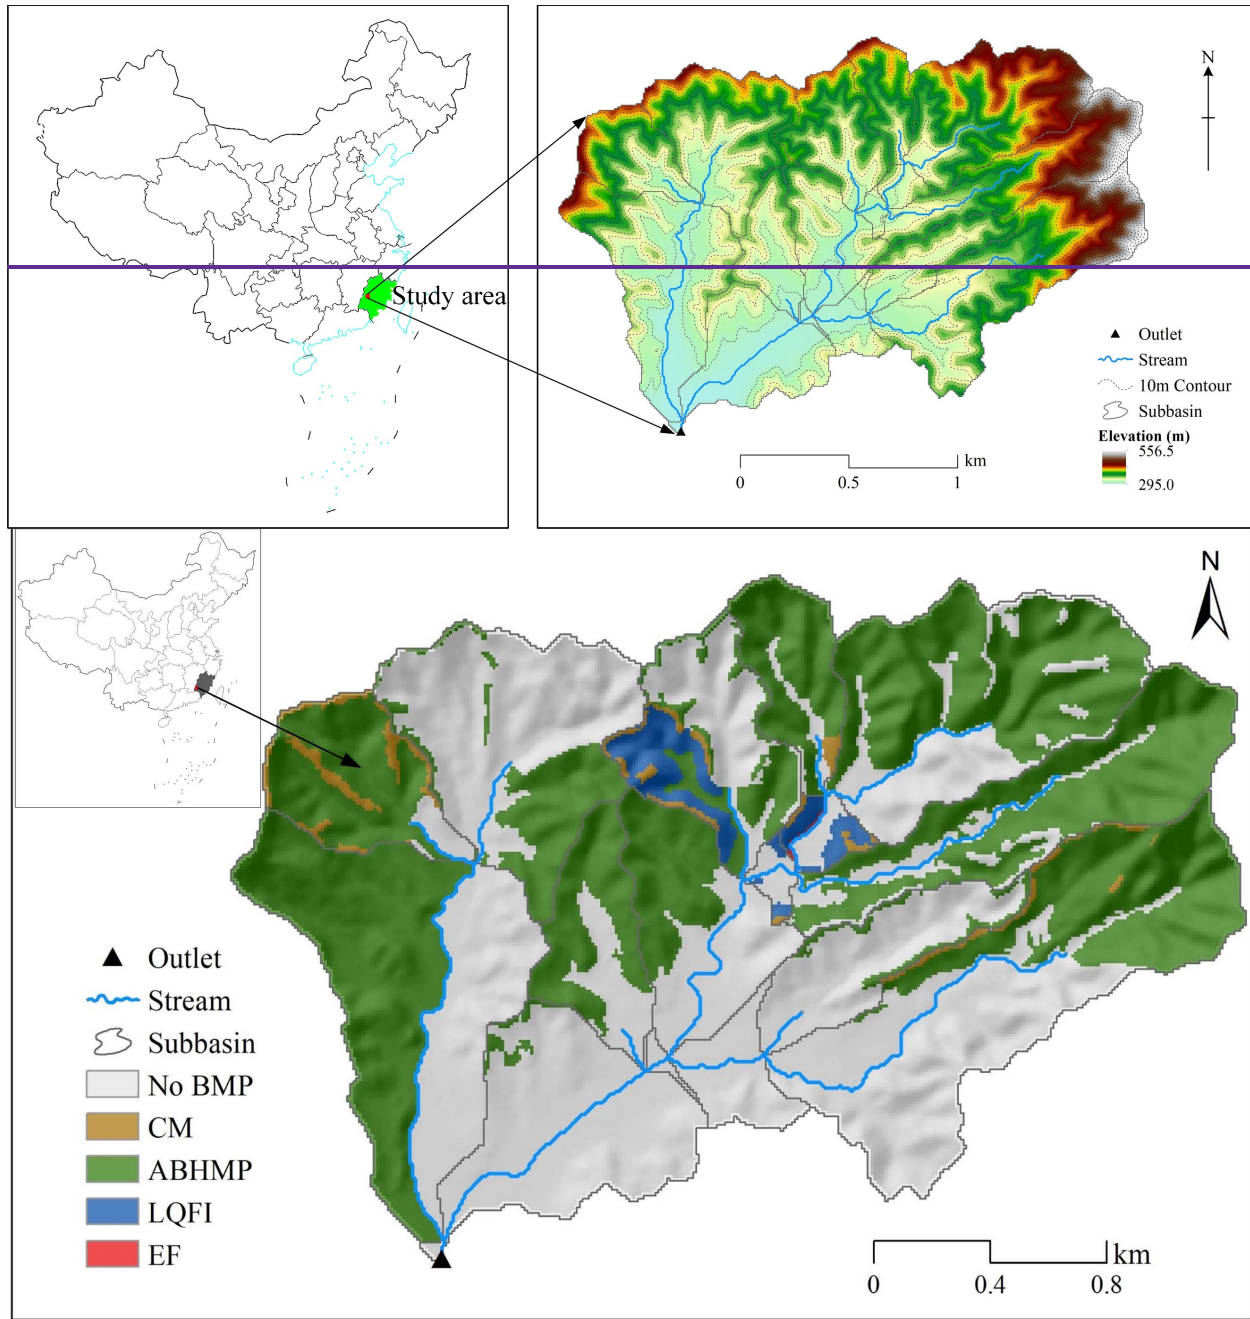 N
Study area
Outlet
Stream
10m Contour
Subbasin
Elevation (m)
556.5
295.0
km
0 0.5 1
N
Outlet
Stream
Subbasin
No BMP
CM
ABHMP
LQFI
EF
km
0 0.4 0.8